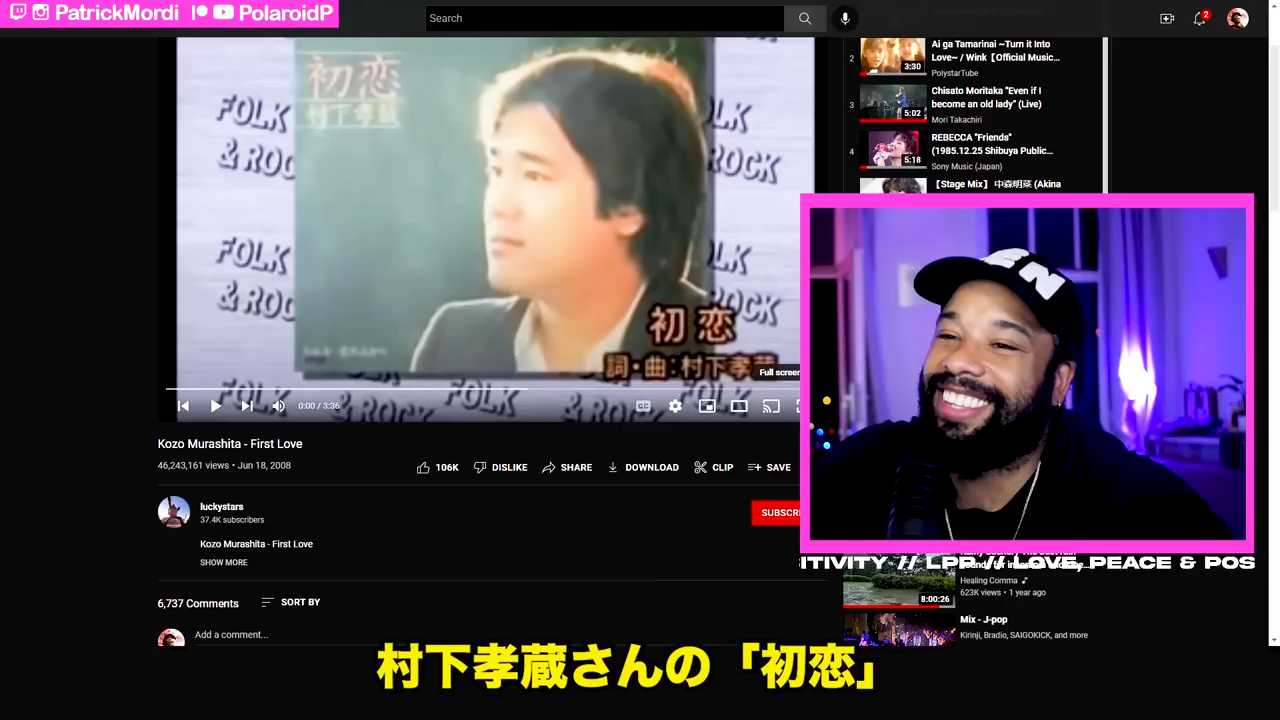 PatrickMordi
PolaroidP
Search
2
初恋
村下孝蔵
FOLK
& ROCK
FOLK
& ROCK
初恋
詞・曲:村下孝蔵
Full screen
0:00 / 3:36
Kozo Murashita - First Love
46,243,161 views • Jun 18, 2008
106K
DISLIKE
SHARE
DOWNLOAD
CLIP
SAVE
luckystars
37.4K subscribers
SUBSCRI
Kozo Murashita - First Love
SHOW MORE
6,737 Comments
SORT BY
Add a comment...
2
3:30
Ai ga Tamarinai ~Turn it Into
Love~ / Wink【Official Music...
PolystarTube
3
5:02
Chisato Moritaka "Even if I
become an old lady" (Live)
Mori Takachiri
4
5:18
REBECCA "Friends"
(1985.12.25 Shibuya Public...
Sony Music (Japan)
【Stage Mix】 中森明菜 (Akina
EN
ITIVITY // LPP // LOVE, PEACE & POS
Healing Comma
623K views • 1 year ago
8:00:26
Mix - J-pop
Kirinji, Bradio, SAIGOKICK, and more
村下孝蔵さんの「初恋」